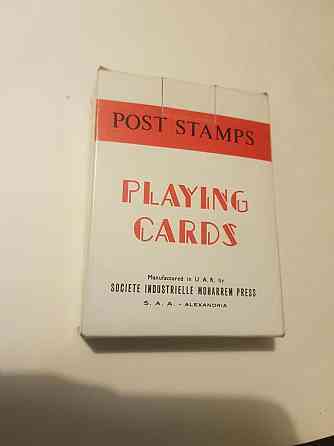 POST STAMPS
PLAYING
CARDS
Manufactured in U.A.R. by
SOCIETE INDUSTRIELLE MOHARREM PRESS
S. A. A. - ALEXANDRIA